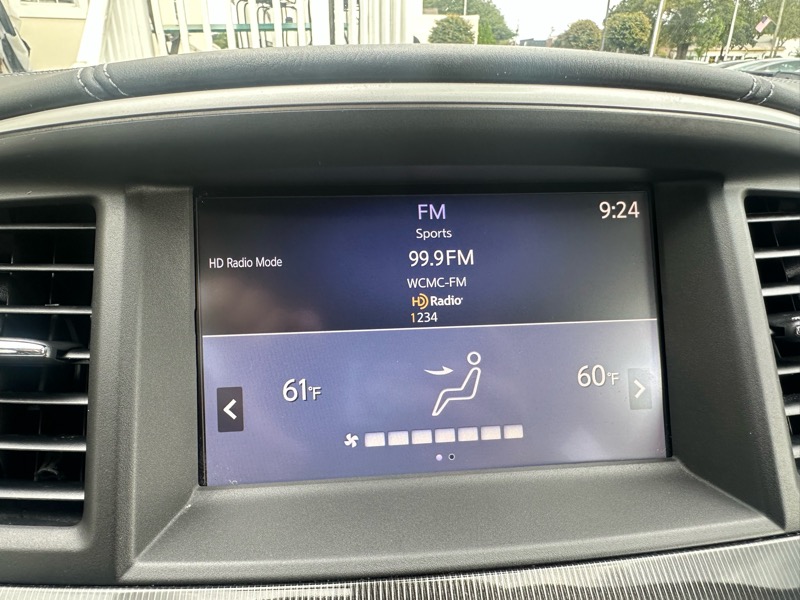 FM
9:24
Sports
HD Radio Mode
99.9FM
WCMC-FM
HD Radio
1234
61°F
60°F
°C